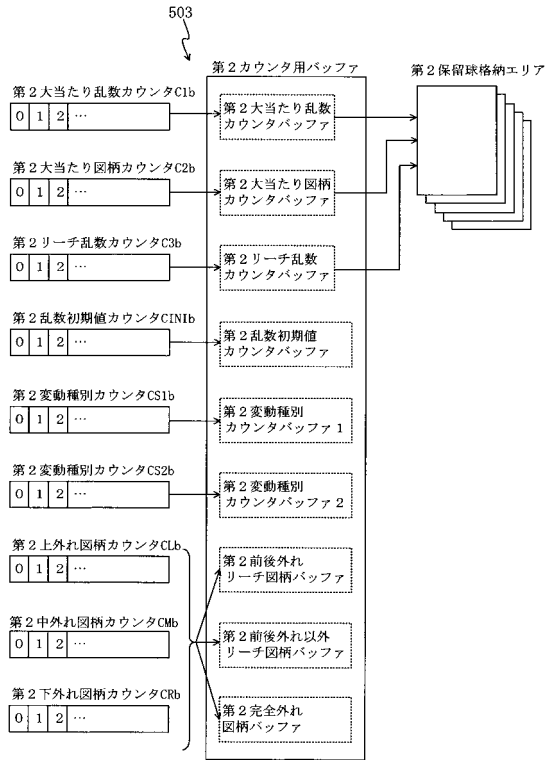 503
第２カウンタ用バッファ
第２保留球格納エリア
第２大当たり乱数カウンタC1b
0 1 2 …
第２大当たり乱数
カウンタバッファ
第２大当たり図柄カウンタC2b
0 1 2 …
第２大当たり図柄
カウンタバッファ
第２リーチ乱数カウンタC3b
0 1 2 …
第２リーチ乱数
カウンタバッファ
第２乱数初期値カウンタCINIb
0 1 2 …
第２乱数初期値
カウンタバッファ
第２変動種別カウンタCS1b
0 1 2 …
第２変動種別
カウンタバッファ１
第２変動種別カウンタCS2b
0 1 2 …
第２変動種別
カウンタバッファ２
第２上外れ図柄カウンタCLb
0 1 2 …
第２前後外れ
リーチ図柄バッファ
第２中外れ図柄カウンタCMb
0 1 2 …
第２前後外れ以外
リーチ図柄バッファ
第２下外れ図柄カウンタCRb
0 1 2 …
第２完全外れ
図柄バッファ